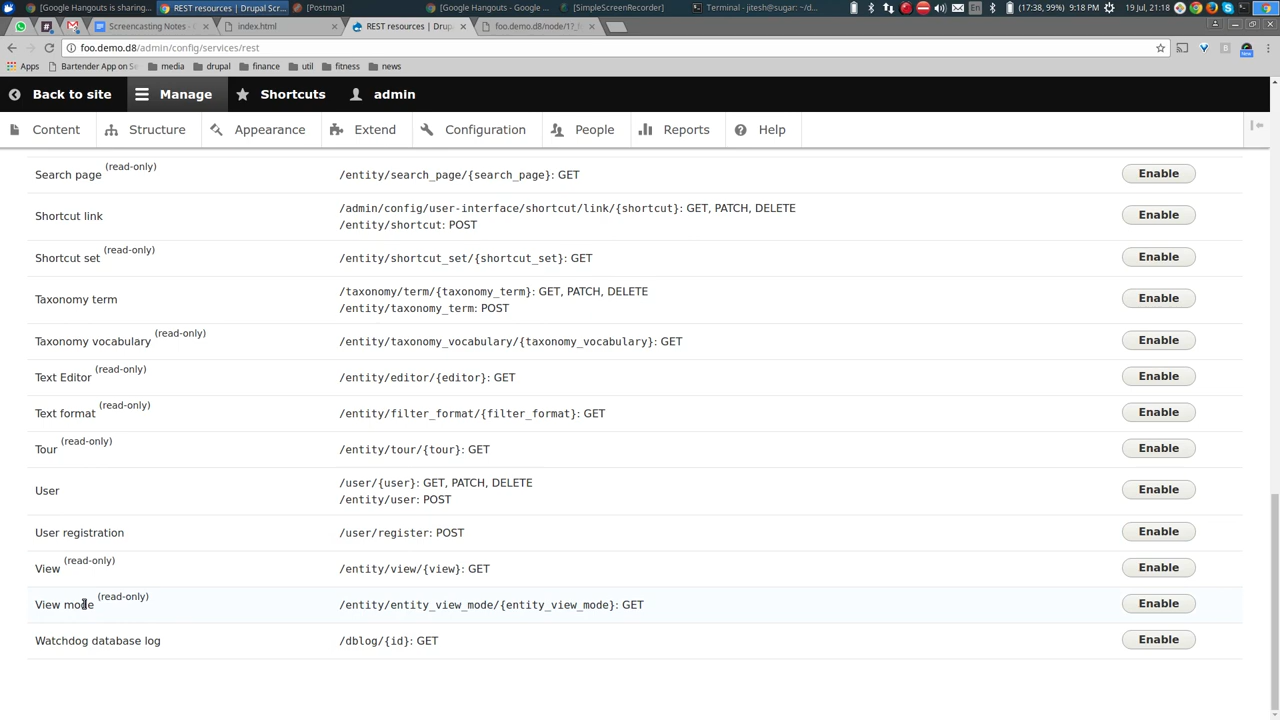 [Google Hangouts is sharing...
REST resources | Drupal Scr...
[Postman]
[Google Hangouts - Google ...
[SimpleScreenRecorder]
Terminal - jitesh@sugar: ~/d...
En
(17:38, 99%)
9:18 PM
19 Jul, 21:18
Screencasting Notes -
index.html
REST resources | Drup
foo.demo.d8/node/1?_f
foo.demo.d8/admin/config/services/rest
Apps
Bartender App on Se
media
drupal
finance
util
fitness
news
Back to site
Manage
Shortcuts
admin
Content
Structure
Appearance
Extend
Configuration
People
Reports
Help
Search page (read-only)
/entity/search_page/{search_page}: GET
Enable
Shortcut link
/admin/config/user-interface/shortcut/link/{shortcut}: GET, PATCH, DELETE
/entity/shortcut: POST
Enable
Shortcut set (read-only)
/entity/shortcut_set/{shortcut_set}: GET
Enable
Taxonomy term
/taxonomy/term/{taxonomy_term}: GET, PATCH, DELETE
/entity/taxonomy_term: POST
Enable
Taxonomy vocabulary (read-only)
/entity/taxonomy_vocabulary/{taxonomy_vocabulary}: GET
Enable
Text Editor (read-only)
/entity/editor/{editor}: GET
Enable
Text format (read-only)
/entity/filter_format/{filter_format}: GET
Enable
Tour (read-only)
/entity/tour/{tour}: GET
Enable
User
/user/{user}: GET, PATCH, DELETE
/entity/user: POST
Enable
User registration
/user/register: POST
Enable
View (read-only)
/entity/view/{view}: GET
Enable
View mode (read-only)
/entity/entity_view_mode/{entity_view_mode}: GET
Enable
Watchdog database log
/dblog/{id}: GET
Enable